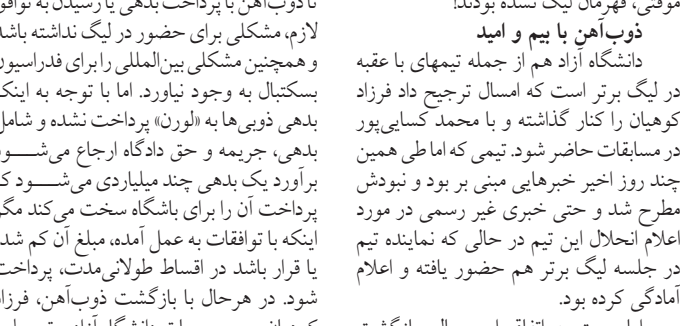 موقتی، قهرمان لیگ نشده بودند!
ذوب‌آهن با بیم و امید
دانشگاه آزاد هم از جمله تیمهای با عقبه
در لیگ برتر است که امسال ترجیح داد فرزاد
کوهیان را کنار گذاشته و با محمد کسایی‌پور
در مسابقات حاضر شود. تیمی که اما طی همین
چند روز اخیر خبرهایی مبنی بر بود و نبودش
مطرح شد و حتی خبری غیر رسمی در مورد
اعلام انحلال این تیم در حالی که نماینده تیم
در جلسه لیگ برتر هم حضور یافته و اعلام
آمادگی کرده بود.
تا ذوب‌آهن با پرداخت بدهی یا رسیدن به توافق
لازم، مشکلی برای حضور در لیگ نداشته باشد
و همچنین مشکلی بین‌المللی را برای فدراسیون
بسکتبال به وجود نیاورد. اما با توجه به اینکه
بدهی ذوبی‌ها به «لورن» پرداخت نشده و شامل
بدهی، جریمه و حق دادگاه ارجاع می‌شود
برآورد یک بدهی چند میلیاردی می‌شود که
پرداخت آن را برای باشگاه سخت می‌کند مگر
اینکه با توافقات به عمل آمده، مبلغ آن کم شده
یا قرار باشد در اقساط طولانی‌مدت، پرداخت
شود. در هرحال با بازگشت ذوب‌آهن، فرزاد